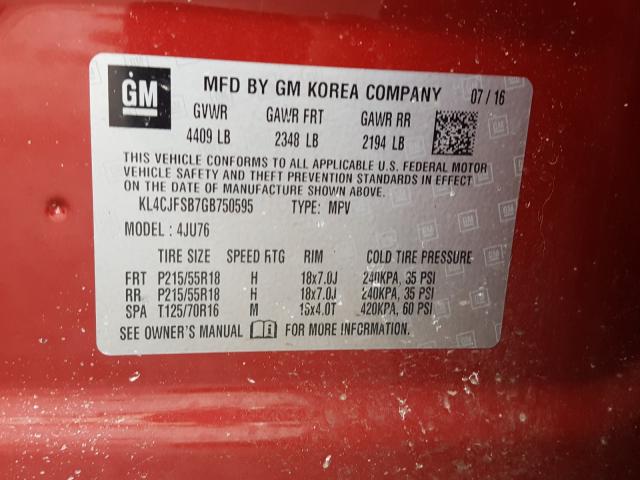 GM MFD BY GM KOREA COMPANY 07/16
GVWR GAWR FRT GAWR RR
4409 LB 2348 LB 2194 LB
THIS VEHICLE CONFORMS TO ALL APPLICABLE U.S. FEDERAL MOTOR
VEHICLE SAFETY AND THEFT PREVENTION STANDARDS IN EFFECT
ON THE DATE OF MANUFACTURE SHOWN ABOVE.
KL4CJFSB7GB750595 TYPE: MPV
MODEL : 4JU76
TIRE SIZE SPEED RTG RIM COLD TIRE PRESSURE
FRT P215/55R18 H 18x7.0J 240KPA, 35 PSI
RR P215/55R18 H 18x7.0J 240KPA, 35 PSI
SPA T125/70R16 M 16x4.0T 420KPA, 60 PSI
SEE OWNER'S MANUAL FOR MORE INFORMATION.